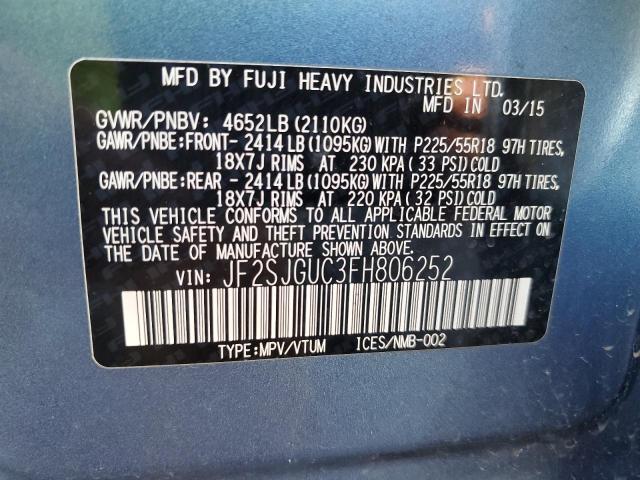 MFD BY FUJI HEAVY INDUSTRIES LTD.
MFD IN 03/15
GVWR/PNBV: 4652LB (2110KG)
GAWR/PNBE:FRONT- 2414 LB (1095KG) WITH P225/55R18 97H TIRES,
18X7J RIMS AT 230 KPA ( 33 PSI) COLD
GAWR/PNBE:REAR - 2414 LB (1095KG) WITH P225/55R18 97H TIRES,
18X7J RIMS AT 220 KPA ( 32 PSI) COLD
THIS VEHICLE CONFORMS TO ALL APPLICABLE FEDERAL MOTOR
VEHICLE SAFETY AND THEFT PREVENTION STANDARDS IN EFFECT ON
THE DATE OF MANUFACTURE SHOWN ABOVE.
VIN: JF2SJGUC3FH806252
TYPE:MPV/VTUM ICES/NMB-002